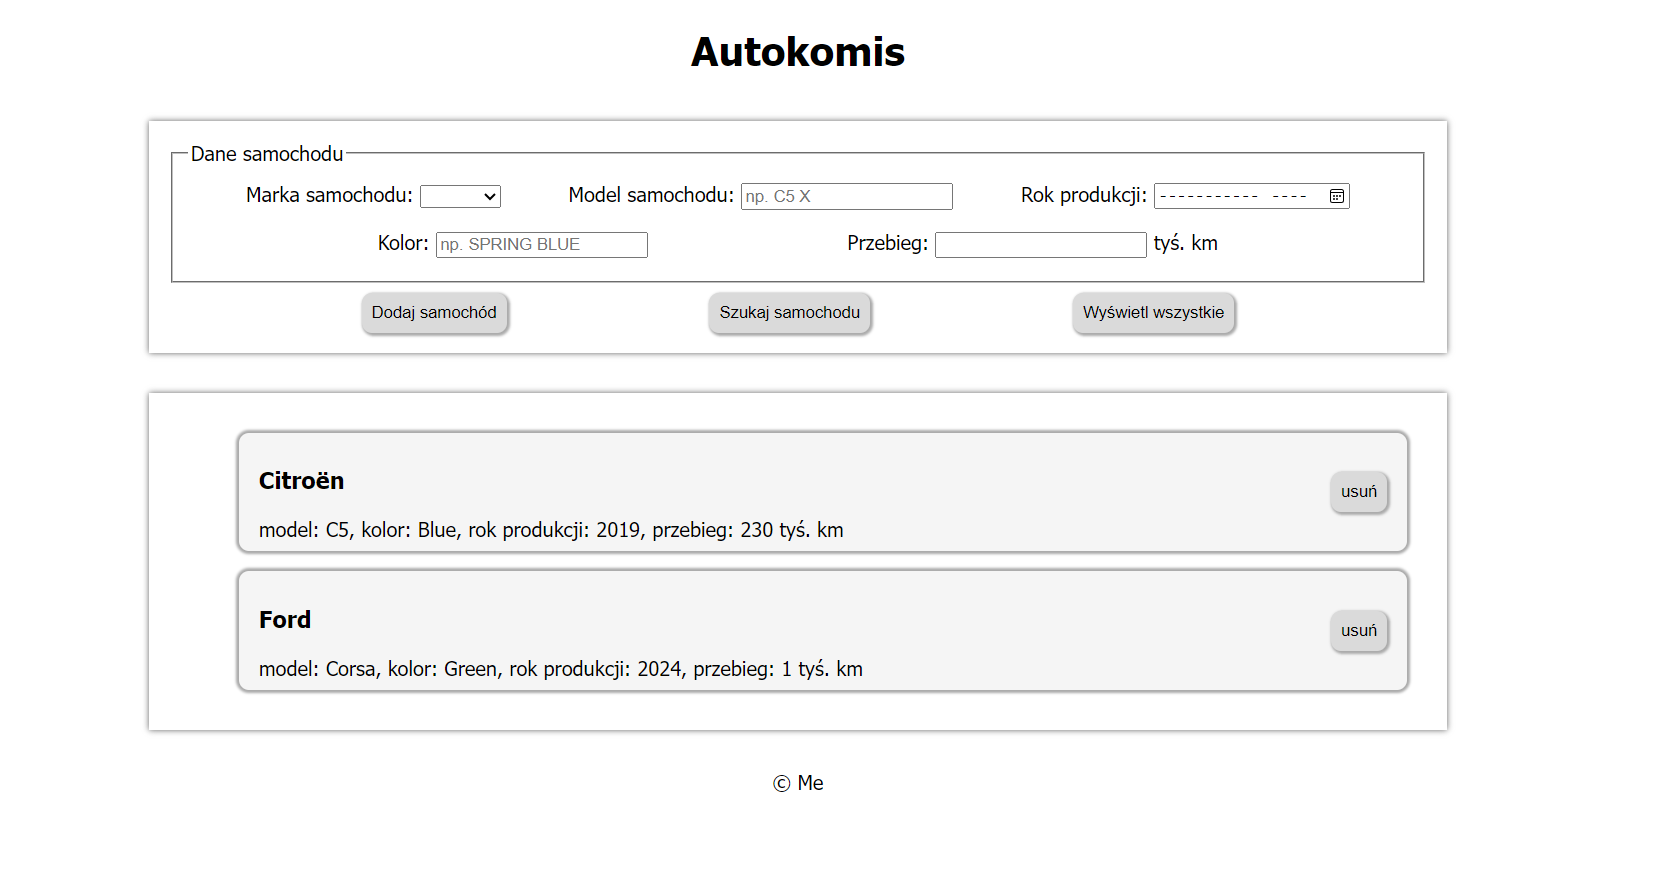 Autokomis
Dane samochodu
Marka samochodu: Model samochodu: np. C5 X Rok produkcji: ----------- ----
Kolor: np. SPRING BLUE Przebieg: tyś. km
Dodaj samochód Szukaj samochodu Wyświetl wszystkie
Citroën
usuń
model: C5, kolor: Blue, rok produkcji: 2019, przebieg: 230 tyś. km
Ford
usuń
model: Corsa, kolor: Green, rok produkcji: 2024, przebieg: 1 tyś. km
© Me